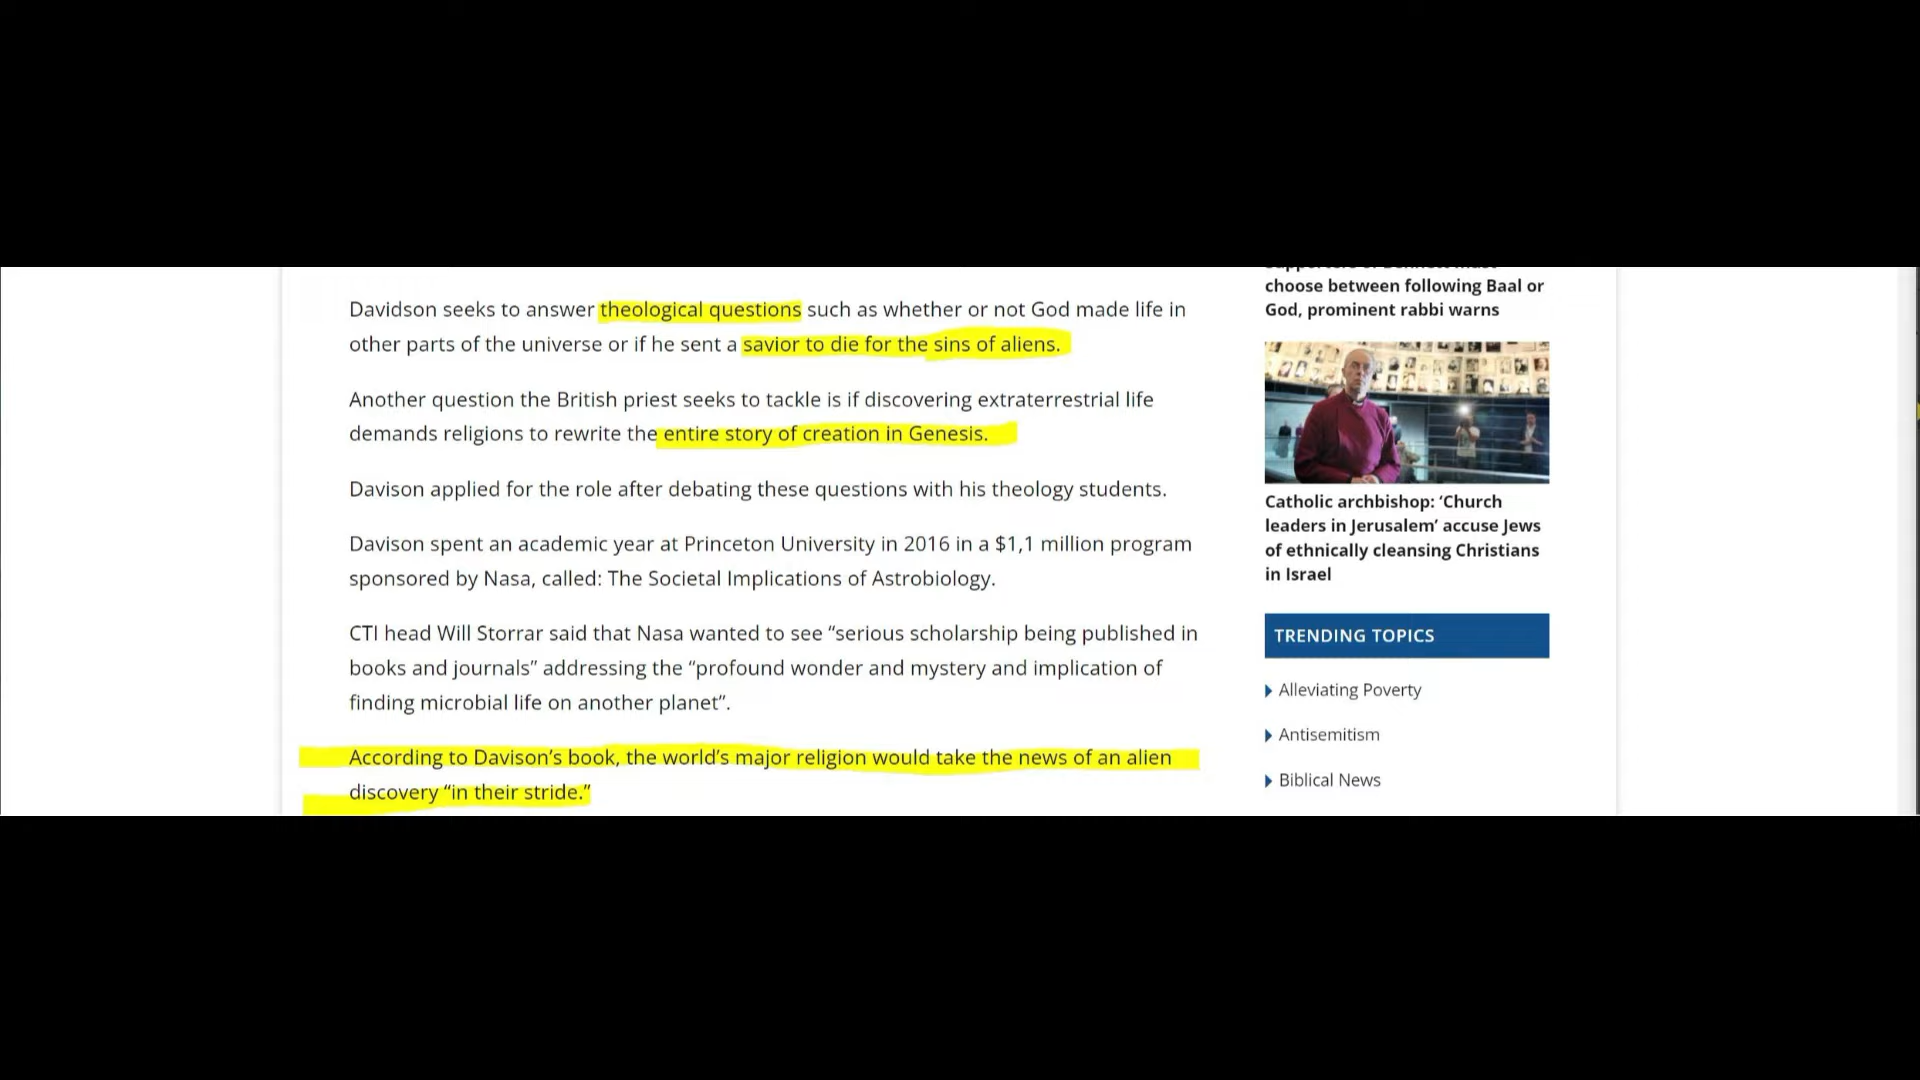 Davidson seeks to answer theological questions such as whether or not God made life in
other parts of the universe or if he sent a savior to die for the sins of aliens.
Another question the British priest seeks to tackle is if discovering extraterrestrial life
demands religions to rewrite the entire story of creation in Genesis.
Davison applied for the role after debating these questions with his theology students.
Davison spent an academic year at Princeton University in 2016 in a $1,1 million program
sponsored by Nasa, called: The Societal Implications of Astrobiology.
CTI head Will Storrar said that Nasa wanted to see “serious scholarship being published in
books and journals” addressing the “profound wonder and mystery and implication of
finding microbial life on another planet”.
According to Davison’s book, the world’s major religion would take the news of an alien
discovery “in their stride.”
choose between following Baal or
God, prominent rabbi warns
Catholic archbishop: ‘Church
leaders in Jerusalem’ accuse Jews
of ethnically cleansing Christians
in Israel
TRENDING TOPICS
Alleviating Poverty
Antisemitism
Biblical News